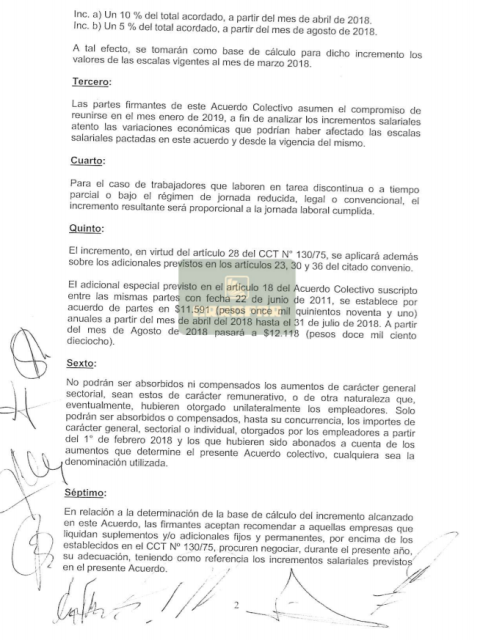 Inc. a) Un 10 % del total acordado, a partir del mes de abril de 2018.
Inc. b) Un 5 % del total acordado, a partir del mes de agosto de 2018.
A tal efecto, se tomarán como base de cálculo para dicho incremento los
valores de las escalas vigentes al mes de marzo 2018.
Tercero:
Las partes firmantes de este Acuerdo Colectivo asumen el compromiso de
reunirse en el mes enero de 2019, a fin de analizar los incrementos salariales
atento las variaciones económicas que podrían haber afectado las escalas
salariales pactadas en este acuerdo y desde la vigencia del mismo.
Cuarto:
Para el caso de trabajadores que laboren en tarea discontinua o a tiempo
parcial o bajo el régimen de jornada reducida, legal o convencional, el
incremento resultante será proporcional a la jornada laboral cumplida.
Quinto:
El incremento, en virtud del artículo 28 del CCT N° 130/75, se aplicará además
sobre los adicionales previstos en los artículos 23, 30 y 36 del citado convenio.
El adicional especial previsto en el artículo 18 del Acuerdo Colectivo suscripto
entre las mismas partes con fecha 22 de junio de 2011, se establece por
acuerdo de partes en $11.591 (pesos once mil quinientos noventa y uno)
anuales a partir del mes de abril del 2018 hasta el 31 de julio de 2018. A partir
del mes de Agosto de 2018 pasará a $12.118 (pesos doce mil ciento
dieciocho).
Sexto:
No podrán ser absorbidos ni compensados los aumentos de carácter general
sectorial, sean estos de carácter remunerativo, o de otra naturaleza que,
eventualmente, hubieren otorgado unilateralmente los empleadores. Solo
podrán ser absorbidos o compensados, hasta su concurrencia, los importes de
carácter general, sectorial o individual, otorgados por los empleadores a partir
del 1° de febrero 2018 y los que hubieren sido abonados a cuenta de los
aumentos que determine el presente Acuerdo colectivo, cualquiera sea la
denominación utilizada.
Séptimo:
En relación a la determinación de la base de cálculo del incremento alcanzado
en este Acuerdo, las firmantes aceptan recomendar a aquellas empresas que
liquidan suplementos y/o adicionales fijos y permanentes, por encima de los
establecidos en el CCT Nº 130/75, procuren negociar, durante el presente año,
su adecuación, teniendo como referencia los incrementos salariales previstos
en el presente Acuerdo.
2